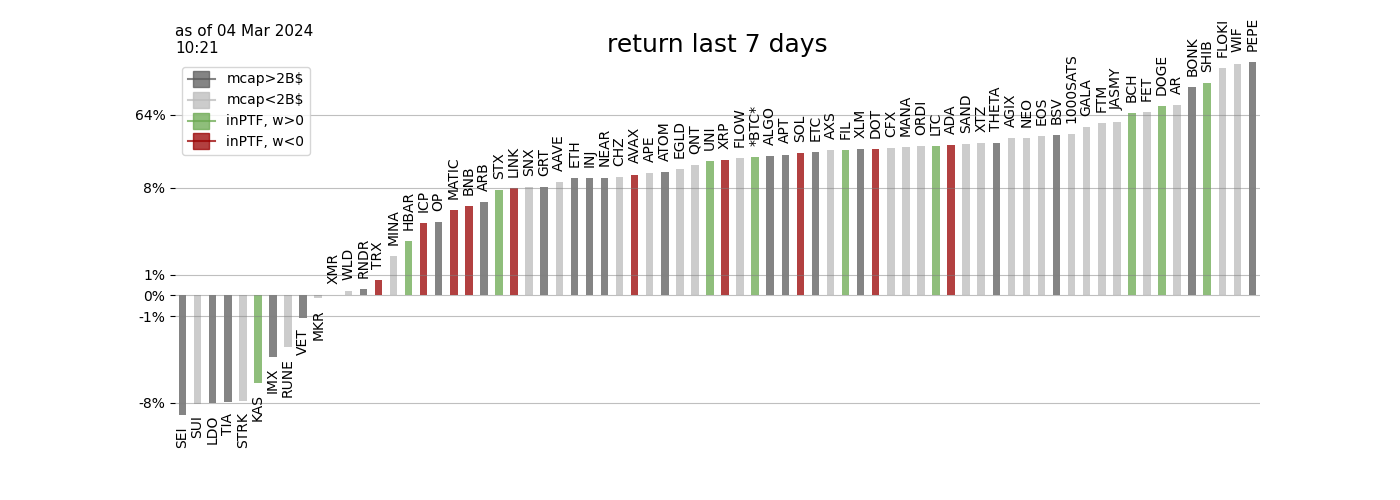 as of 04 Mar 2024
10:21
return last 7 days
mcap>2B$
mcap<2B$
inPTF, w>0
inPTF, w<0
64%
8%
1%
0%
-1%
-8%
SEI
SUI
LDO
TIA
STRK
KAS
IMX
RUNE
VET
MKR
XMR
WLD
RNDR
TRX
MINA
HBAR
ICP
OP
MATIC
BNB
ARB
STX
LINK
SNX
GRT
AAVE
ETH
INJ
NEAR
CHZ
AVAX
APE
ATOM
EGLD
QNT
UNI
XRP
FLOW
*BTC*
ALGO
APT
SOL
ETC
AXS
FIL
XLM
DOT
CFX
MANA
ORDI
LTC
ADA
SAND
XTZ
THETA
AGIX
NEO
EOS
BSV
1000SATS
GALA
FTM
JASMY
BCH
FET
DOGE
AR
BONK
SHIB
FLOKI
WIF
PEPE